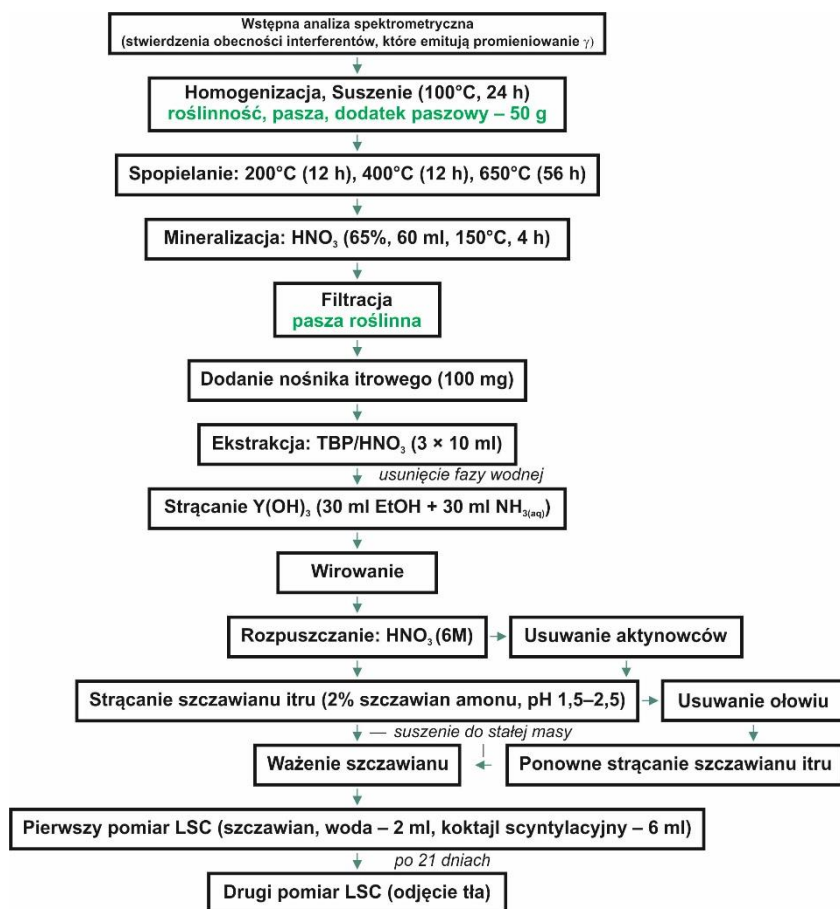 Wstępna analiza spektrometryczna
(stwierdzenia obecności interferentów, które emitują promieniowanie γ)
Homogenizacja, Suszenie (100°C, 24 h)
roślinność, pasza, dodatek paszowy – 50 g
Spopielanie: 200°C (12 h), 400°C (12 h), 650°C (56 h)
Mineralizacja: HNO₃ (65%, 60 ml, 150°C, 4 h)
Filtracja
pasza roślinna
Dodanie nośnika itrowego (100 mg)
Ekstrakcja: TBP/HNO₃ (3 × 10 ml)
usunięcie fazy wodnej
Strącanie Y(OH)₃ (30 ml EtOH + 30 ml NH₃₍aq₎)
Wirowanie
Rozpuszczanie: HNO₃ (6M)
Usuwanie aktynowców
Strącanie szczawianu itru (2% szczawian amonu, pH 1,5–2,5)
Usuwanie ołowiu
suszenie do stałej masy
Ważenie szczawianu
Ponowne strącanie szczawianu itru
Pierwszy pomiar LSC (szczawian, woda – 2 ml, koktajl scyntylacyjny – 6 ml)
po 21 dniach
Drugi pomiar LSC (odjęcie tła)